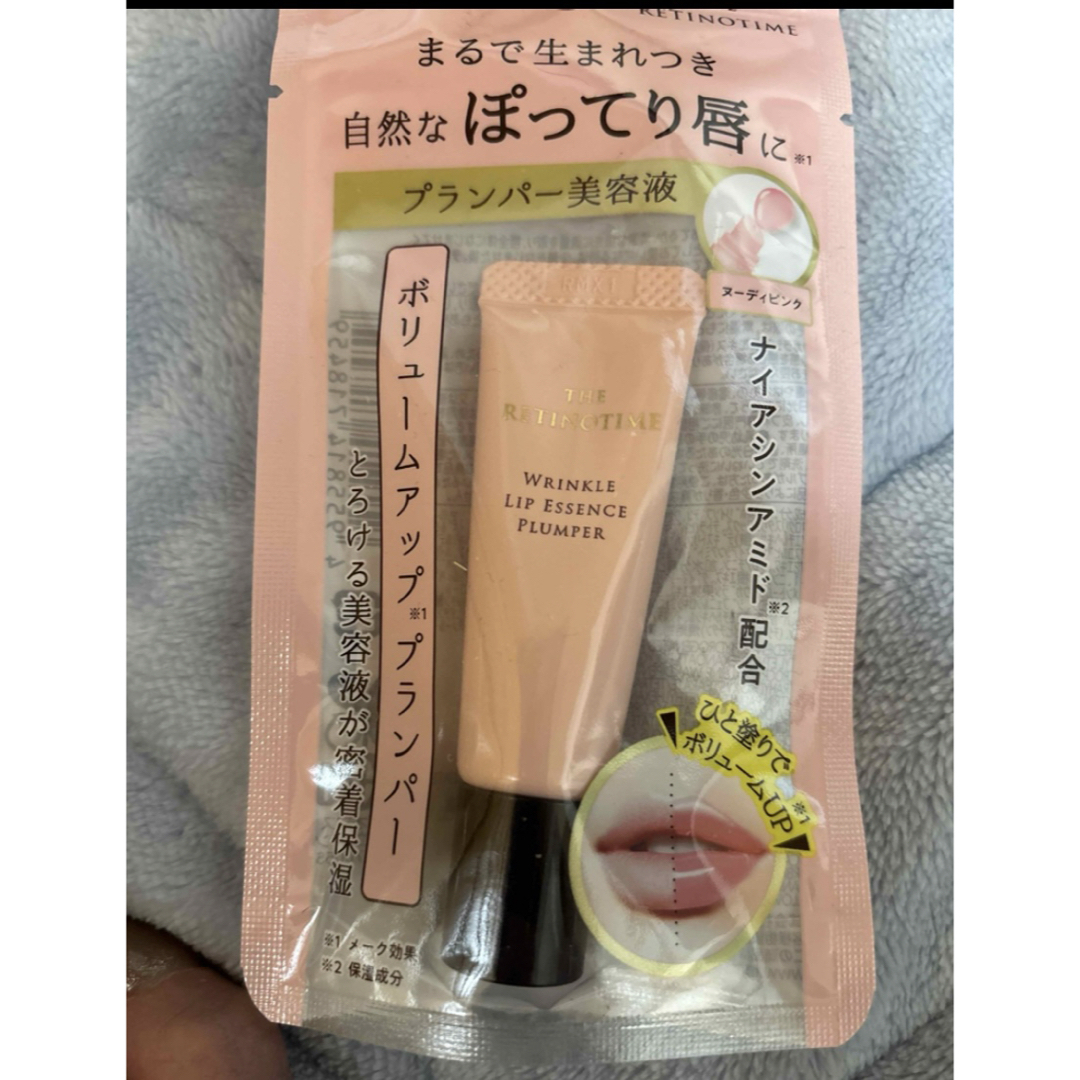 RETINOTIME
まるで生まれつき
自然なぽってり唇に※1
プランパー美容液
ヌーディピンク
ボリュームアップ※1プランパー
とろける美容液が密着保湿
THE
RETINOTIME
WRINKLE
LIP ESSENCE
PLUMPER
ナイアシンアミド※2配合
ひと塗りで
ボリュームUP※1
※1 メーク効果
※2 保湿成分